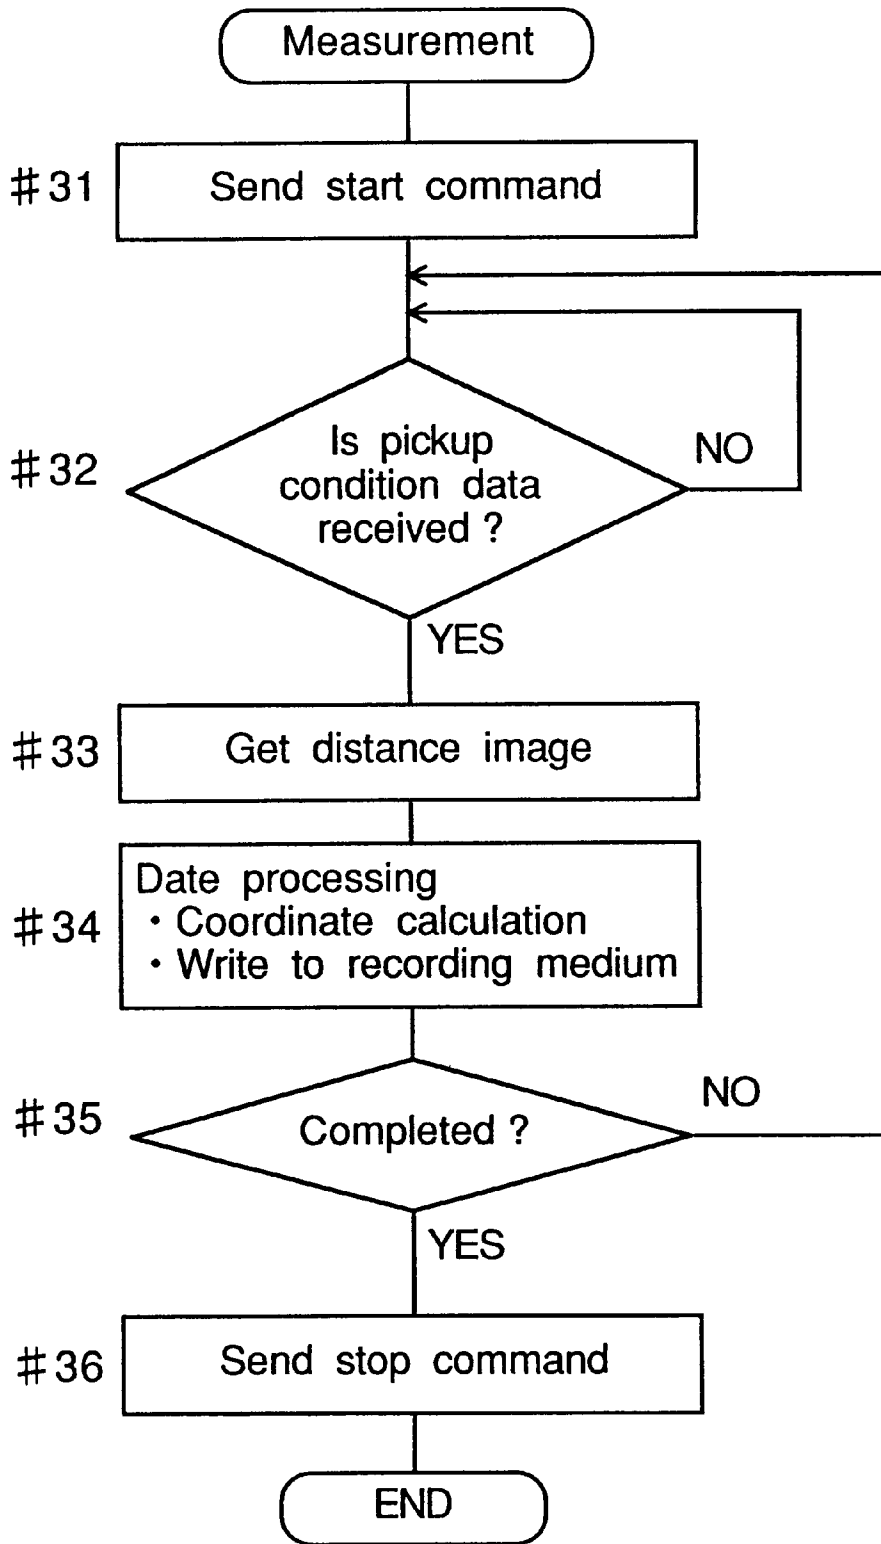 Measurement
#31
Send start command
#32
Is pickup
condition data
received ?
NO
YES
#33
Get distance image
#34
Date processing
・Coordinate calculation
・Write to recording medium
#35
Completed ?
NO
YES
#36
Send stop command
END